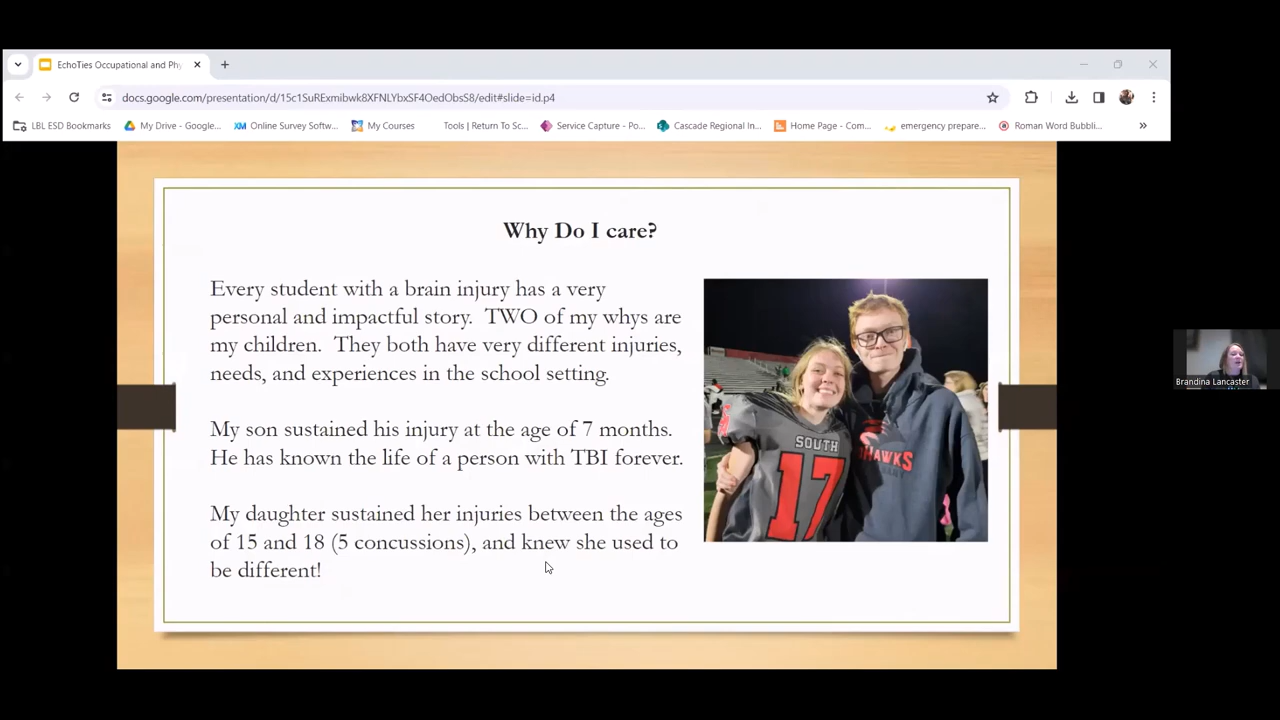 EchoTies Occupational and Phy
docs.google.com/presentation/d/15c1SuRExmibwk8XFNLYbxSF4OedObsS8/edit#slide=id.p4
LBL ESD Bookmarks
My Drive - Google...
Online Survey Softw...
My Courses
Tools | Return To Sc...
Service Capture - Po...
Cascade Regional In...
Home Page - Com...
emergency prepare...
Roman Word Bubbli...
Why Do I care?
Every student with a brain injury has a very
personal and impactful story. TWO of my whys are
my children. They both have very different injuries,
needs, and experiences in the school setting.
My son sustained his injury at the age of 7 months.
He has known the life of a person with TBI forever.
My daughter sustained her injuries between the ages
of 15 and 18 (5 concussions), and knew she used to
be different!
SOUTH
17
HAWKS
Brandina Lancaster